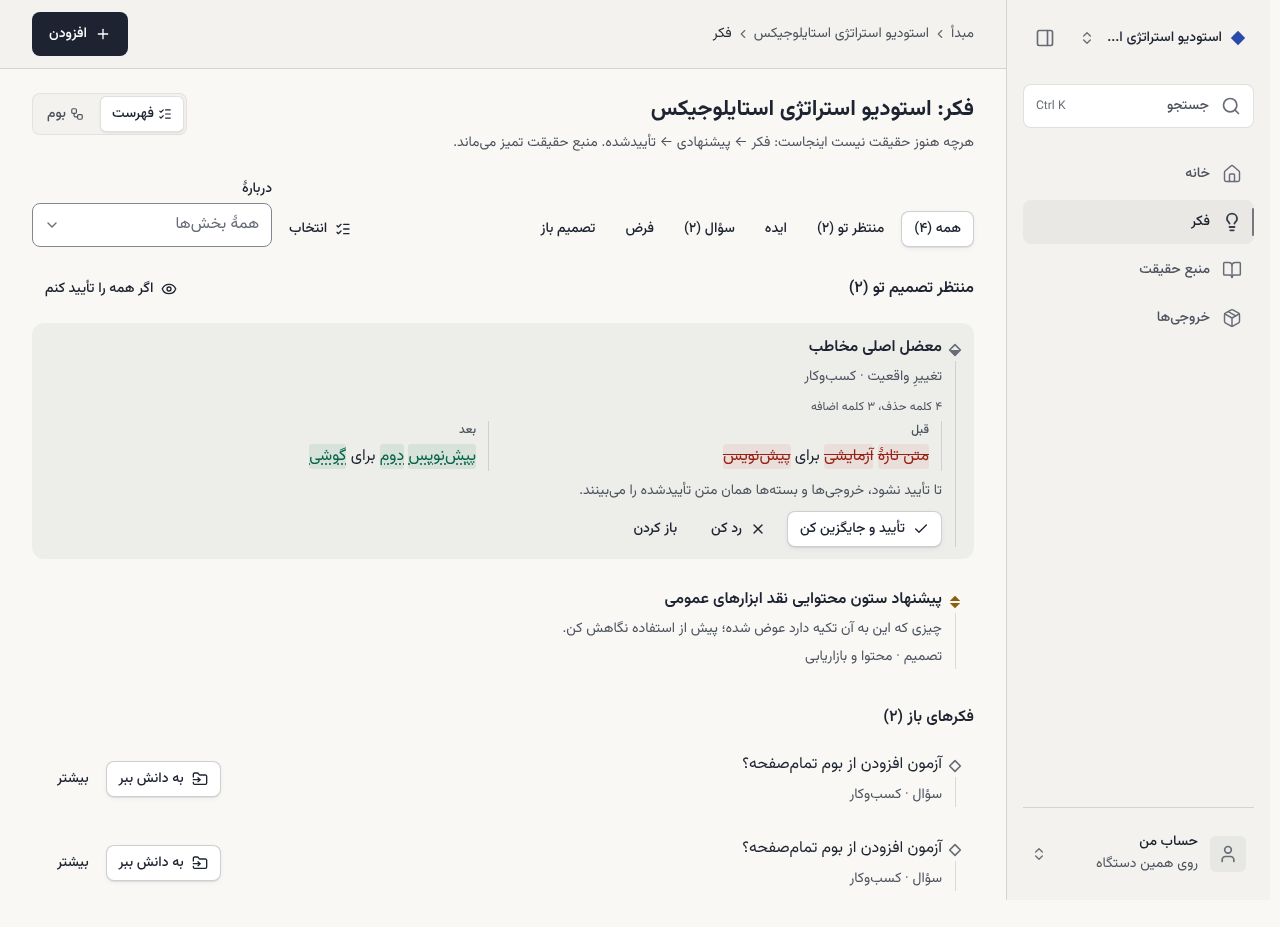 استودیو استراتژی ا...
جستجو
Ctrl K
خانه
فکر
منبع حقیقت
خروجی‌ها
حساب من
روی همین دستگاه
مبدأ › استودیو استراتژی استایلوجیکس › فکر
افزودن
فکر: استودیو استراتژی استایلوجیکس
هرچه هنوز حقیقت نیست اینجاست: فکر ← پیشنهادی ← تأییدشده. منبع حقیقت تمیز می‌ماند.
فهرست
بوم
همه (۴)
منتظر تو (۲)
ایده
سؤال (۲)
فرض
تصمیم باز
انتخاب
دربارهٔ
همهٔ بخش‌ها
منتظر تصمیم تو (۲)
اگر همه را تأیید کنم
معضل اصلی مخاطب
تغییرِ واقعیت · کسب‌وکار
۴ کلمه حذف، ۳ کلمه اضافه
قبل
متن تازهٔ آزمایشی برای پیش‌نویس
بعد
پیش‌نویس دوم برای گوشی
تا تأیید نشود، خروجی‌ها و بسته‌ها همان متن تأییدشده را می‌بینند.
تأیید و جایگزین کن
رد کن
باز کردن
پیشنهاد ستون محتوایی نقد ابزارهای عمومی
چیزی که این به آن تکیه دارد عوض شده؛ پیش از استفاده نگاهش کن.
تصمیم · محتوا و بازاریابی
فکرهای باز (۲)
آزمون افزودن از بوم تمام‌صفحه؟
سؤال · کسب‌وکار
به دانش ببر
بیشتر
آزمون افزودن از بوم تمام‌صفحه؟
سؤال · کسب‌وکار
به دانش ببر
بیشتر